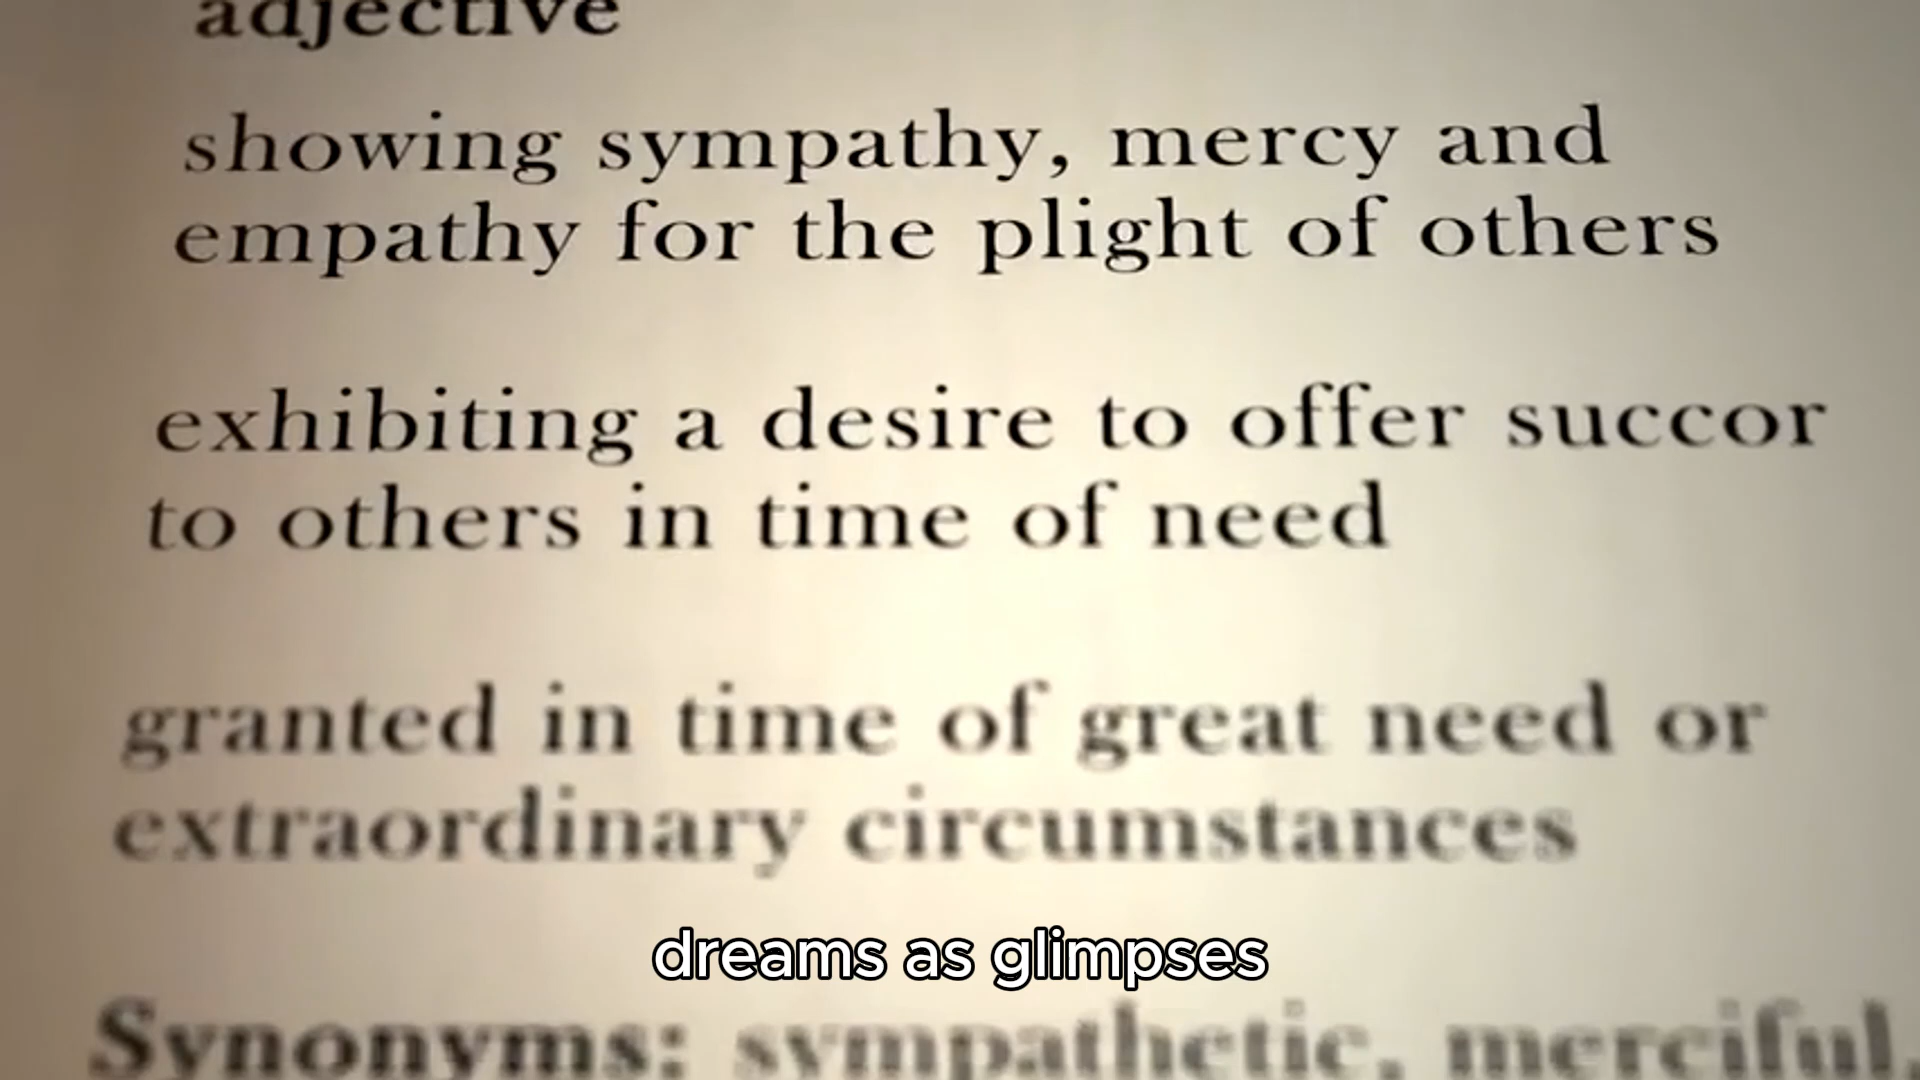 adjective
showing sympathy, mercy and
empathy for the plight of others
exhibiting a desire to offer succor
to others in time of need
granted in time of great need or
extraordinary circumstances
dreams as glimpses
Synonyms: sympathetic, merciful,